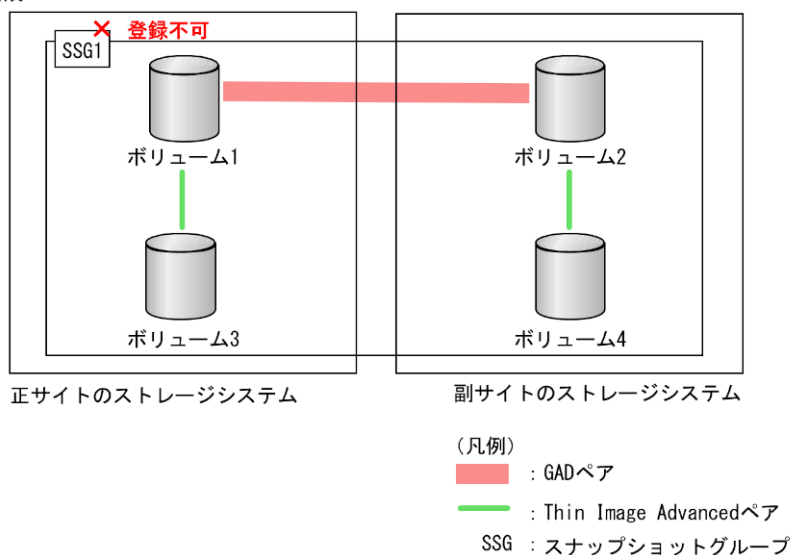 登録不可
SSG1
ボリューム1
ボリューム2
ボリューム3
ボリューム4
正サイトのストレージシステム
副サイトのストレージシステム
(凡例)
: GADペア
: Thin Image Advancedペア
SSG : スナップショットグループ